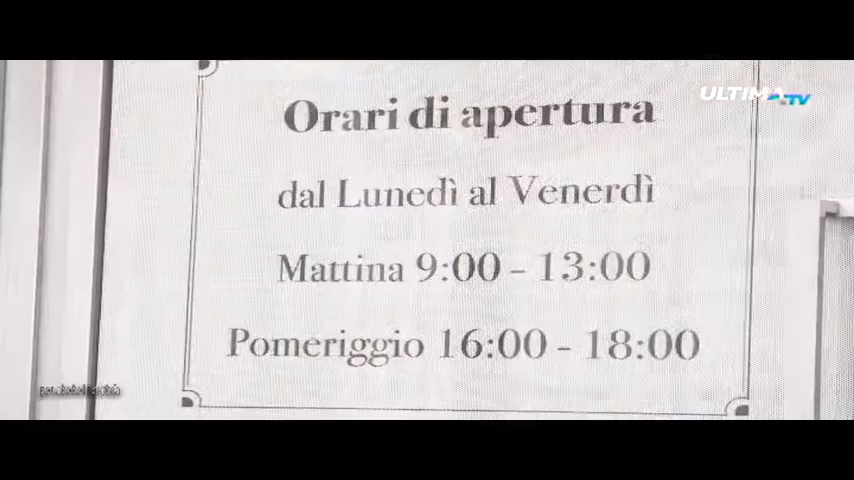 ULTIMA TV
Orari di apertura
dal Lunedì al Venerdì
Mattina 9:00 - 13:00
Pomeriggio 16:00 - 18:00